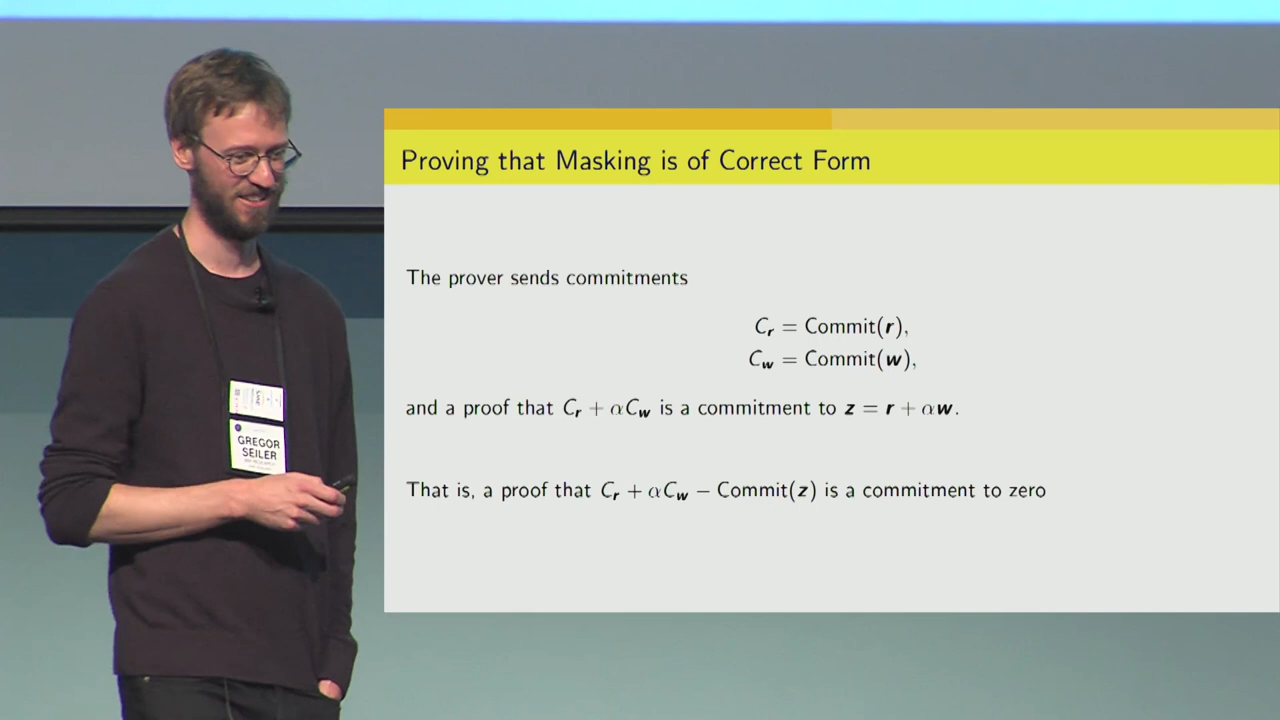 Proving that Masking is of Correct Form
The prover sends commitments
C_r = Commit(r),
C_w = Commit(w),
and a proof that C_r + αC_w is a commitment to z = r + αw.
That is, a proof that C_r + αC_w − Commit(z) is a commitment to zero
GREGOR
SEILER